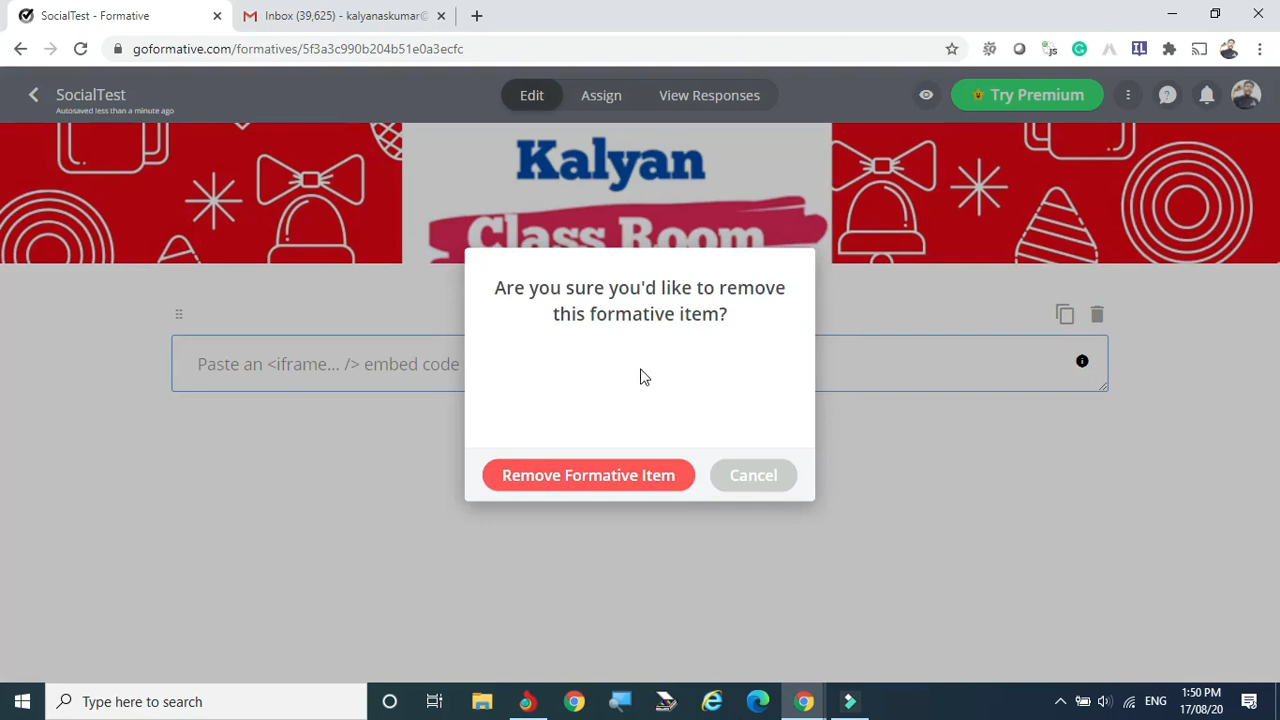 SocialTest - Formative
Inbox (39,625) - kalyanaskumar@
goformative.com/formatives/5f3a3c990b204b51e0a3ecfc
SocialTest
Autosaved less than a minute ago
Edit
Assign
View Responses
Try Premium
Kalyan
Class Room
Are you sure you'd like to remove
this formative item?
Paste an <iframe... /> embed code
Remove Formative Item
Cancel
Type here to search
ENG
1:50 PM
17/08/20